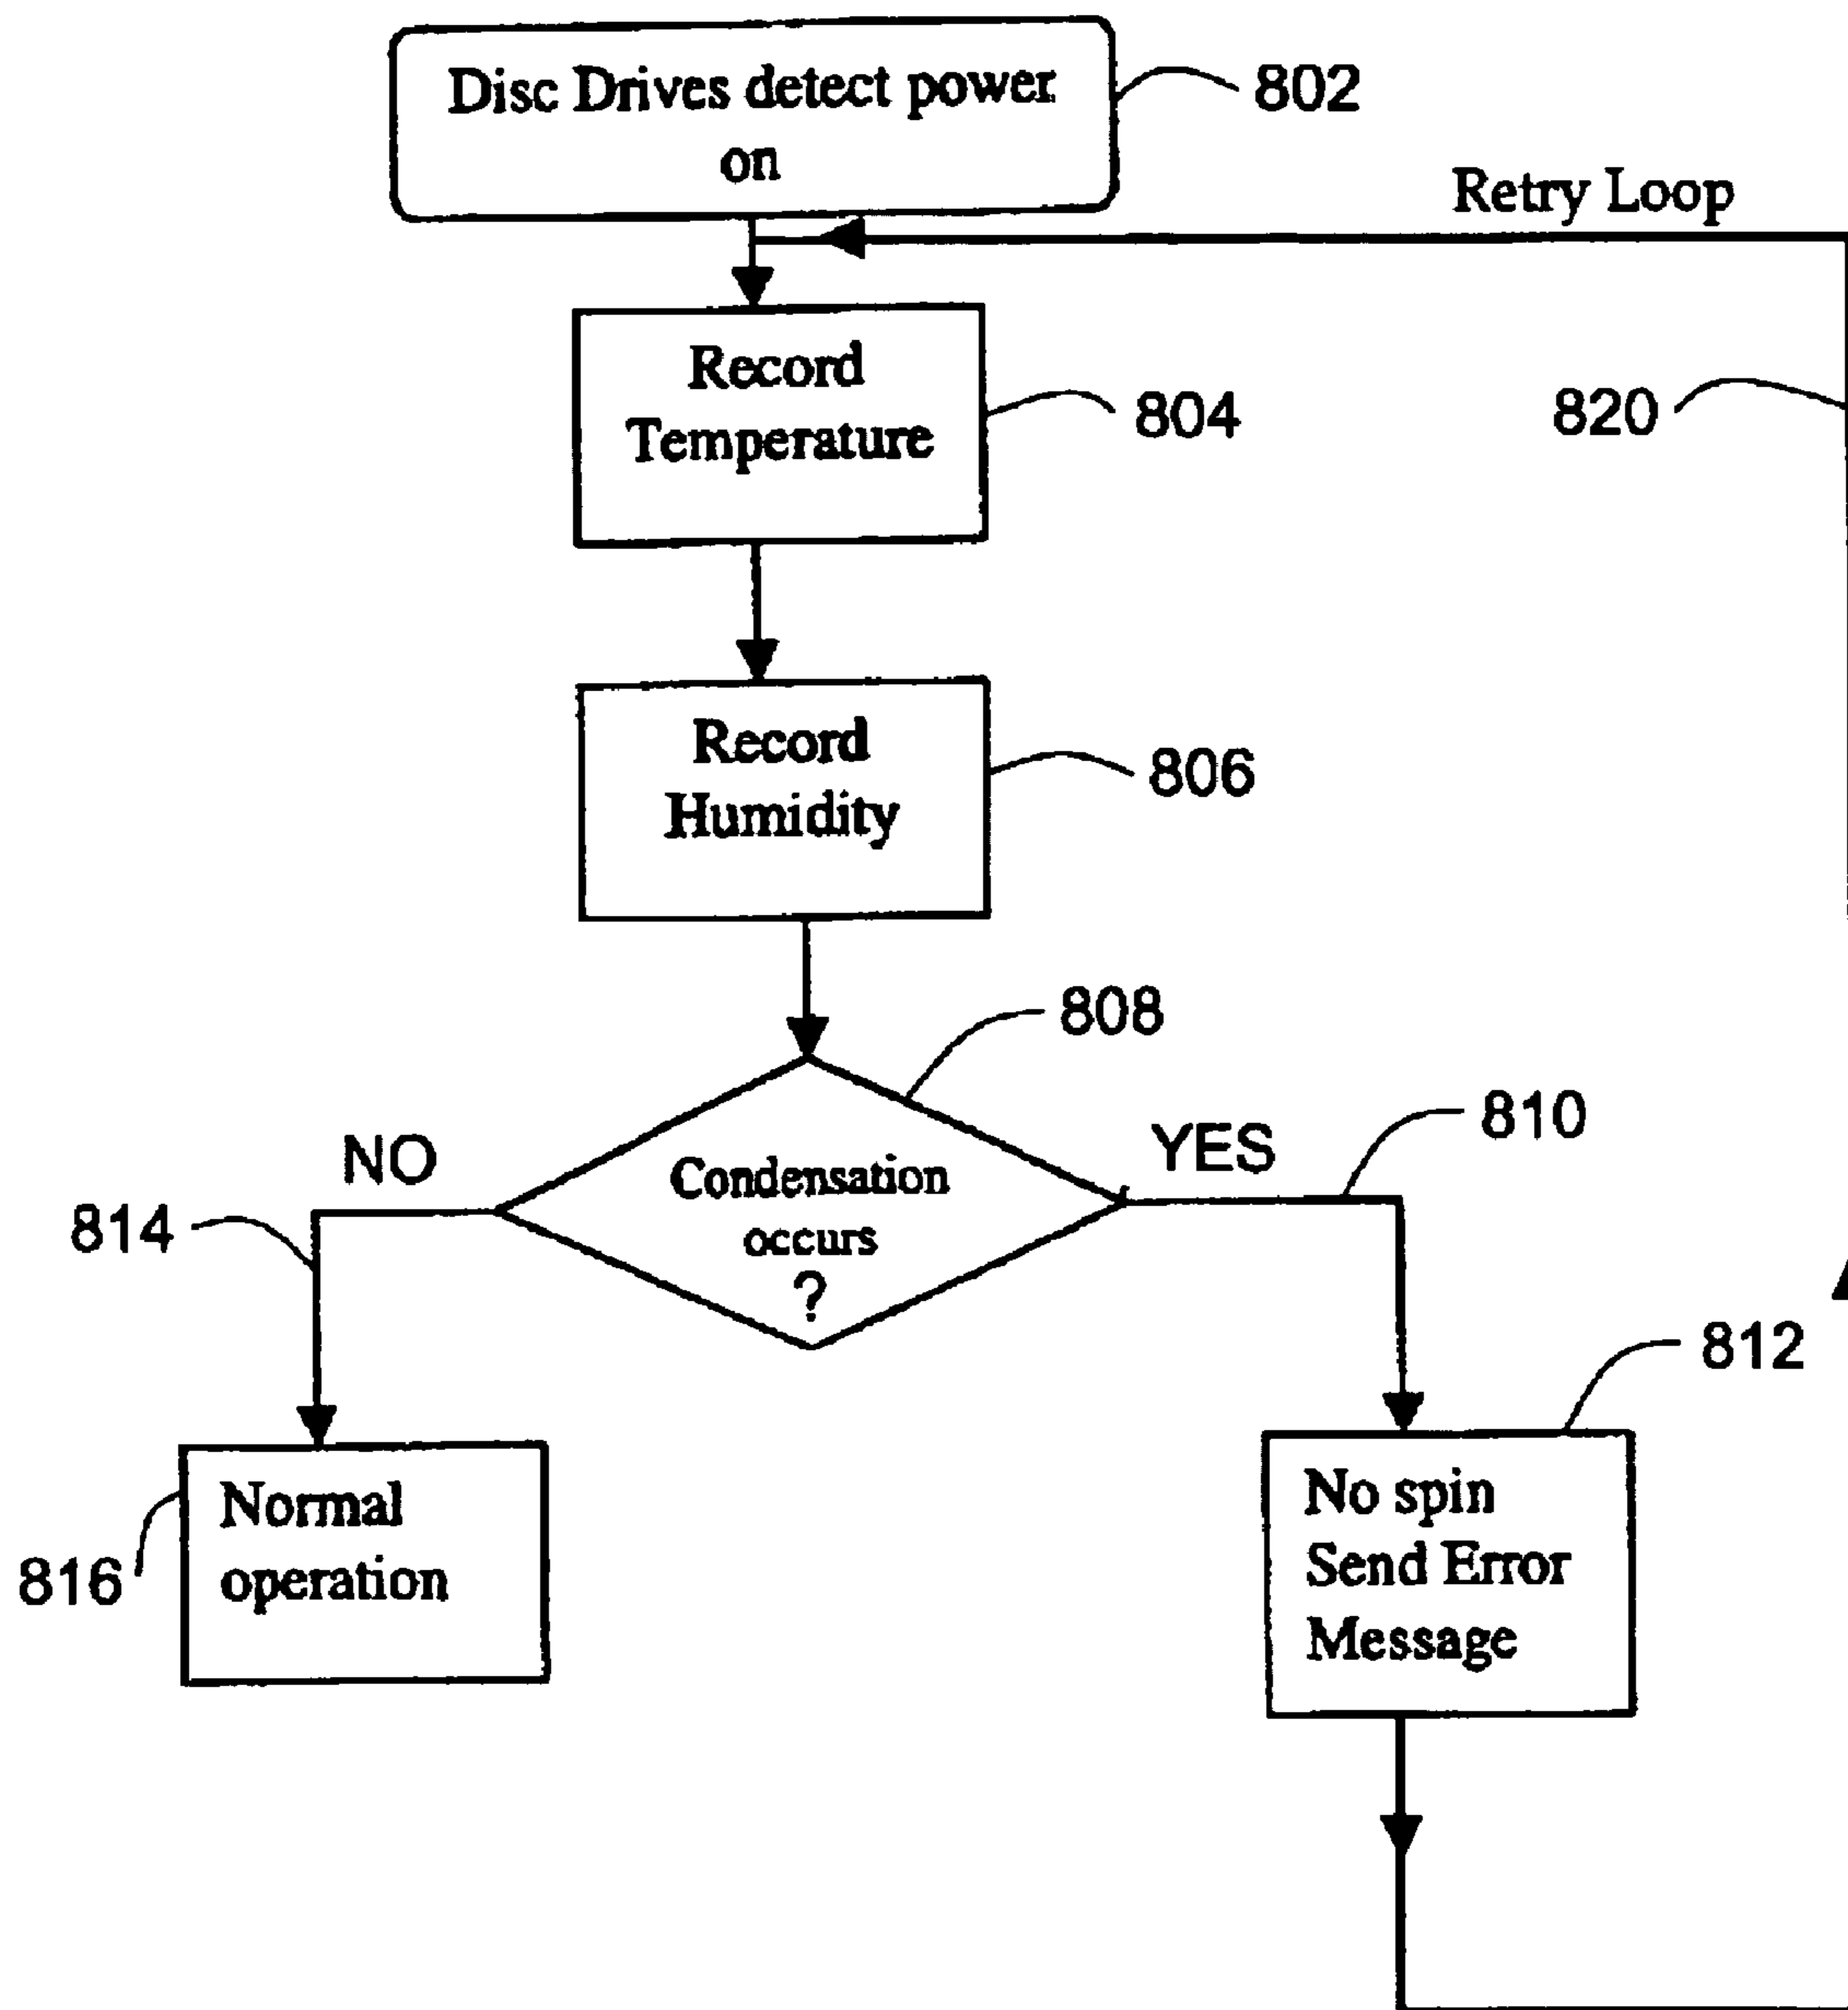 Disc Drives detect power
on
802
Retry Loop
Record
Temperature
804
820
Record
Humidity
806
808
810
NO
YES
Condensation
occurs
?
814
812
Normal
operation
816
No spin
Send Error
Message